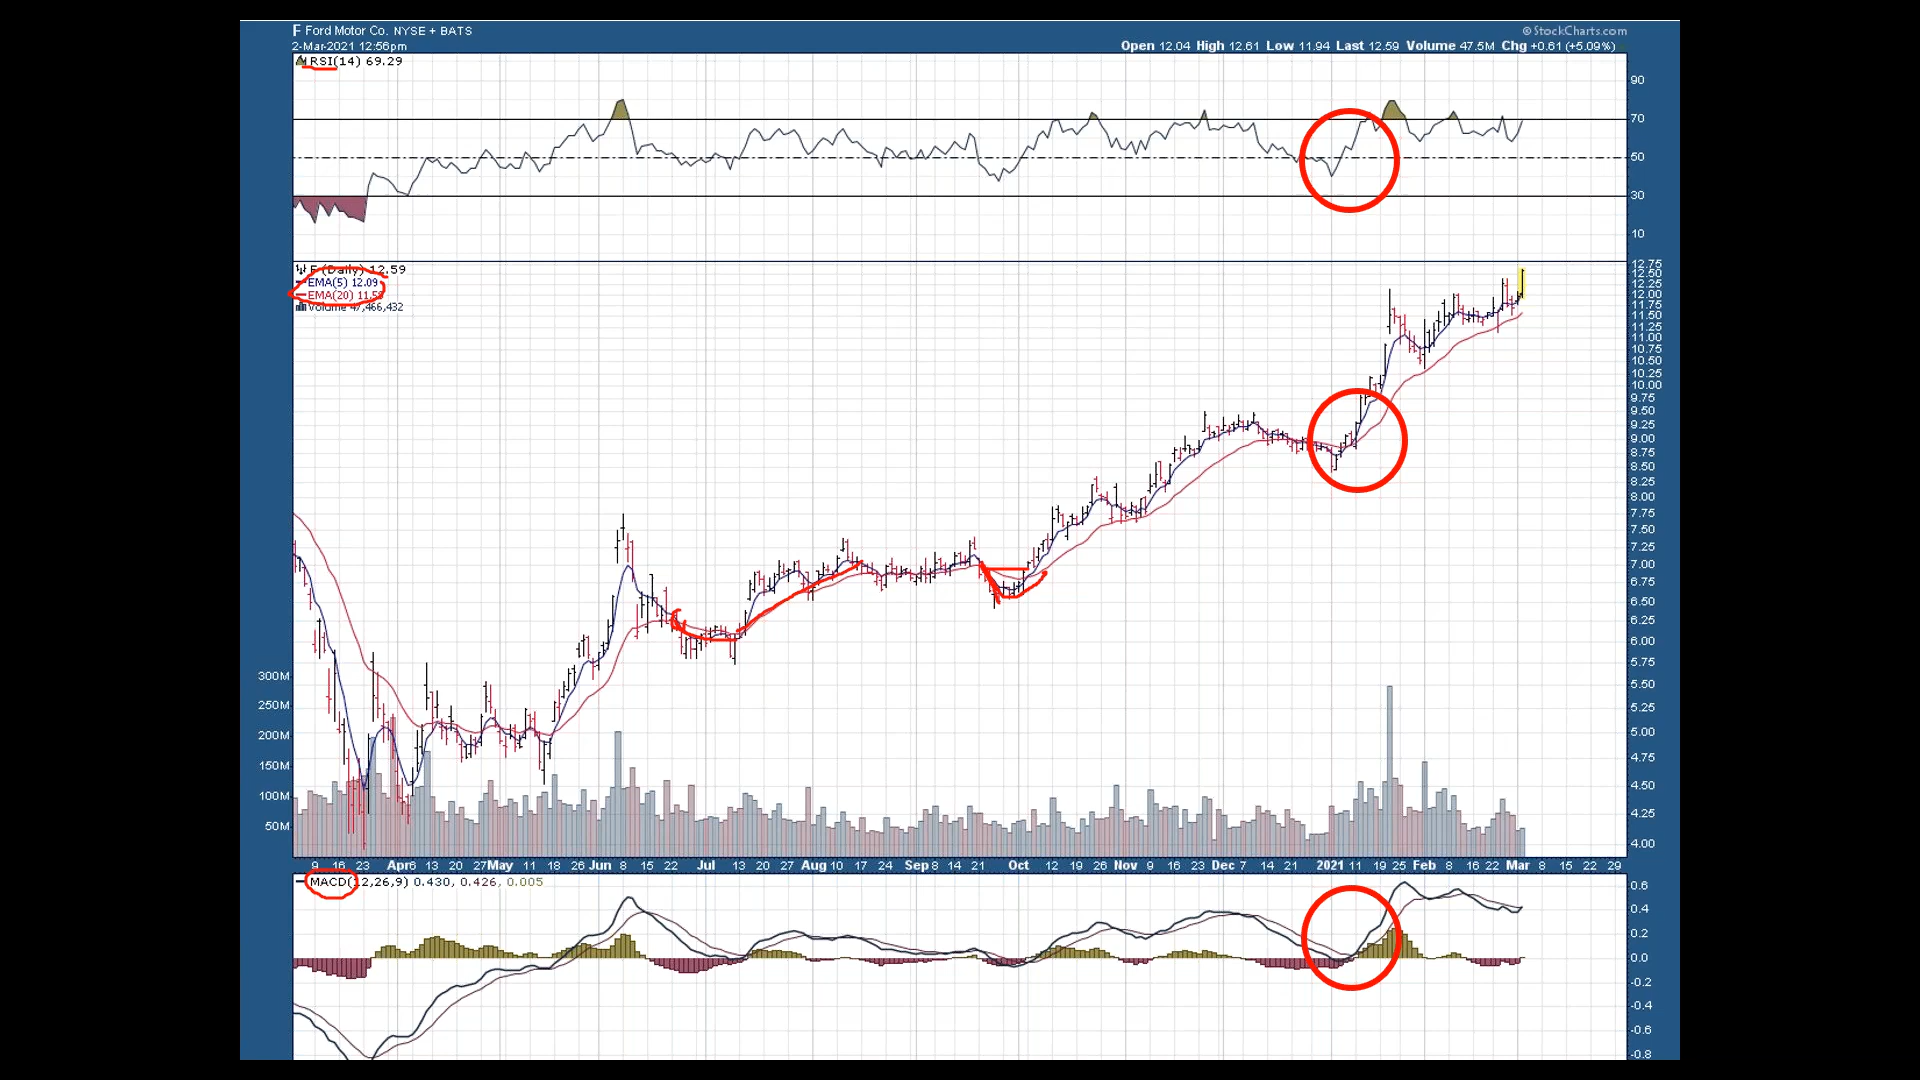 F Ford Motor Co. NYSE + BATS
© StockCharts.com
2-Mar-2021 12:56pm
Open 12.04 High 12.61 Low 11.94 Last 12.59 Volume 47.5M Chg +0.61 (+5.09%)
RSI(14) 69.29
90
70
50
30
10
F (Daily) 12.59
EMA(5) 12.09
EMA(20) 11.58
Volume 47,466,432
12.75
12.50
12.25
12.00
11.75
11.50
11.25
11.00
10.75
10.50
10.25
10.00
9.75
9.50
9.25
9.00
8.75
8.50
8.25
8.00
7.75
7.50
7.25
7.00
6.75
6.50
6.25
6.00
5.75
5.50
5.25
5.00
4.75
4.50
4.25
4.00
300M
250M
200M
150M
100M
50M
9 16 23 Apr6 13 20 27May 11 18 26 Jun 8 15 22 Jul 13 20 27 Aug 10 17 24 Sep 8 14 21 Oct 12 19 26 Nov 9 16 23 Dec 7 14 21 2021 11 19 25 Feb 8 16 22 Mar 8 15 22 29
MACD(12,26,9) 0.430, 0.426, 0.005
0.6
0.4
0.2
0.0
-0.2
-0.4
-0.6
-0.8